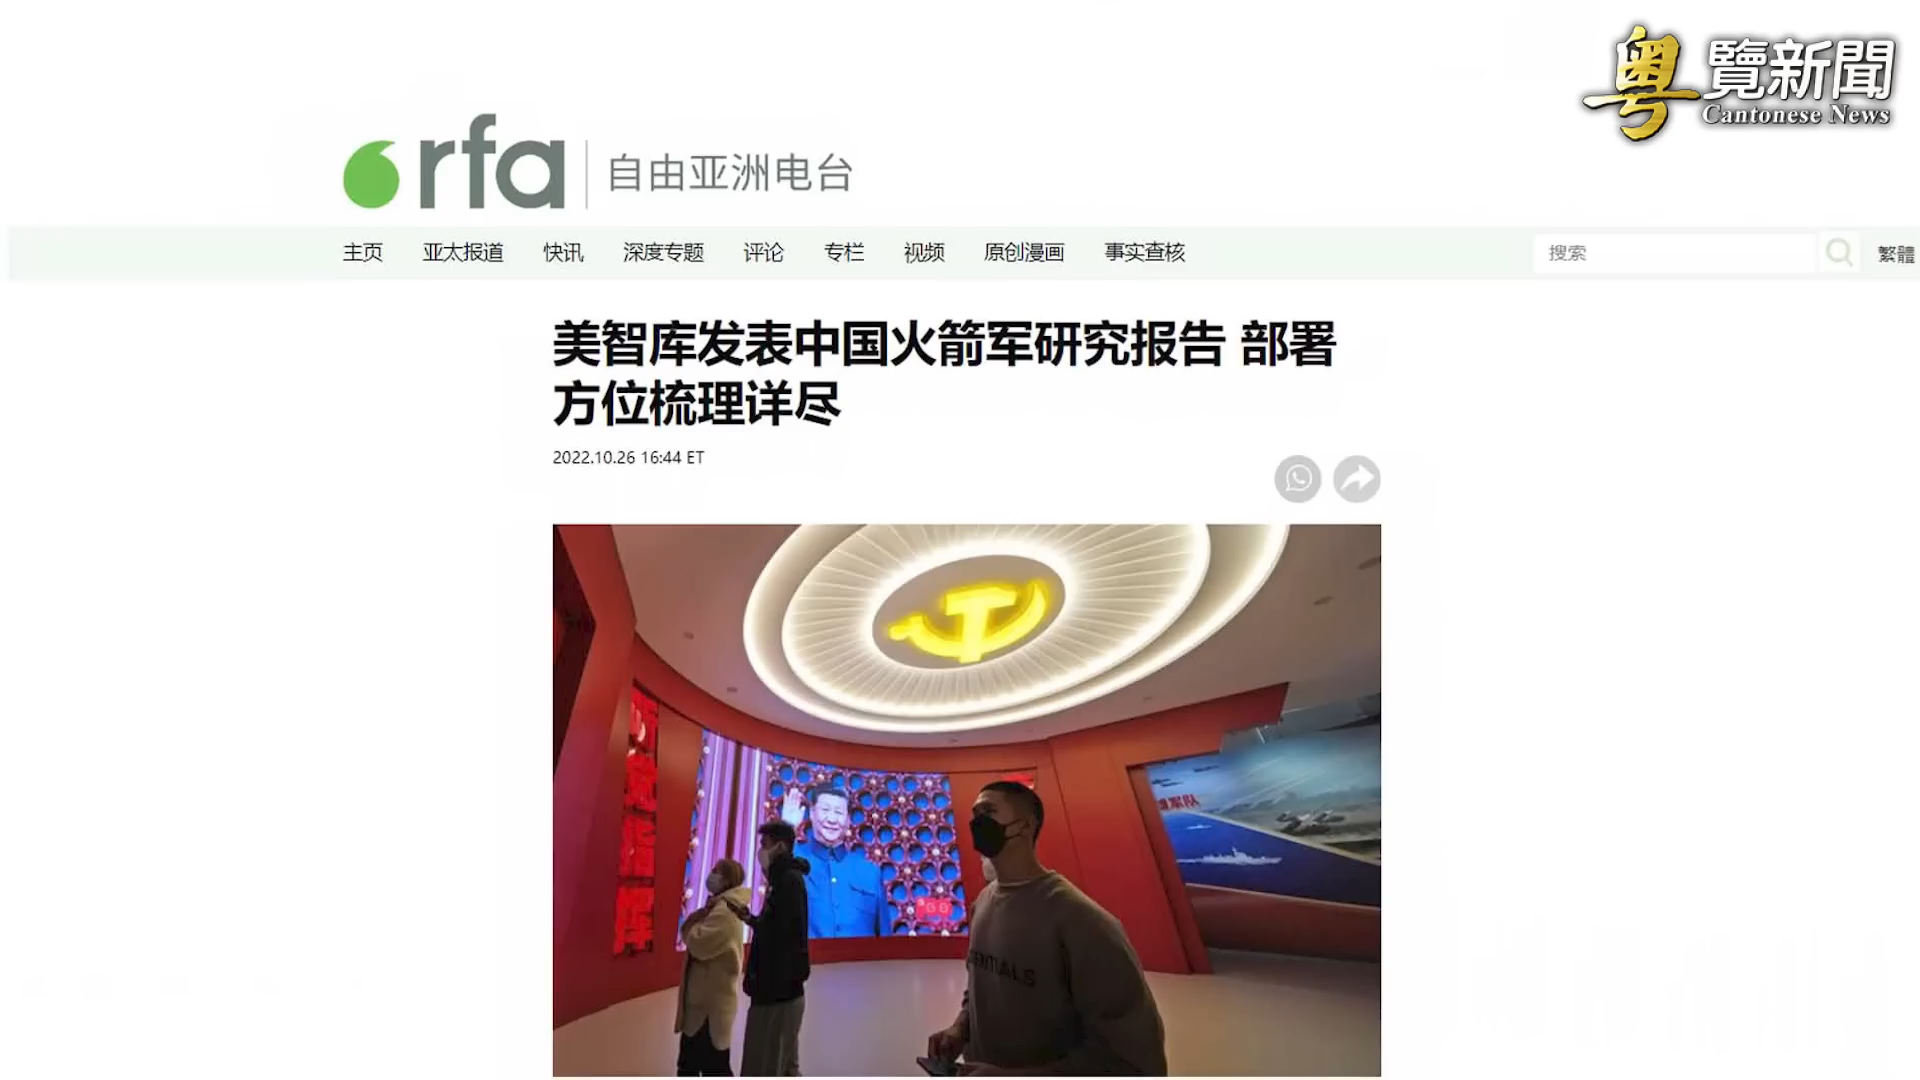 粤覽新聞
Cantonese News
rfa 自由亚洲电台
主页 亚太报道 快讯 深度专题 评论 专栏 视频 原创漫画 事实查核 搜索 繁體
美智库发表中国火箭军研究报告 部署
方位梳理详尽
2022.10.26 16:44 ET